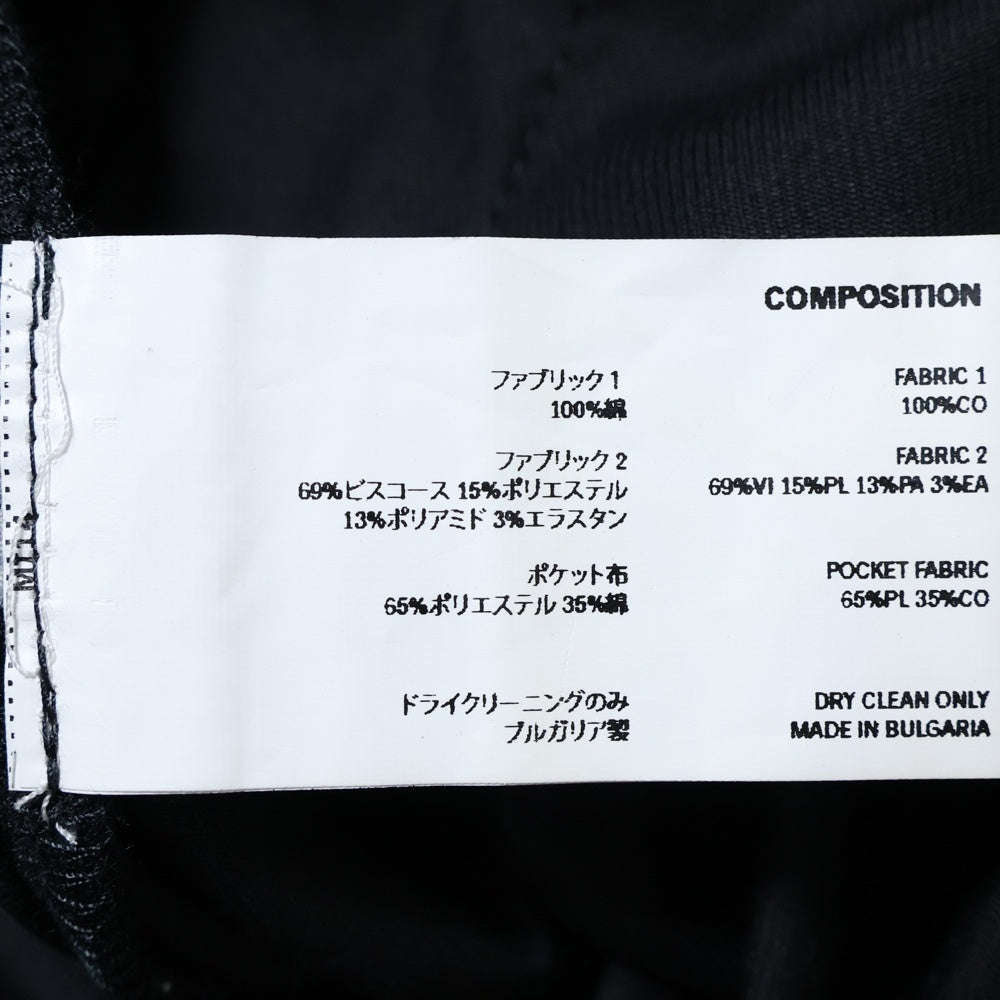 COMPOSITION
ファブリック 1
100%綿
ファブリック 2
69%ビスコース 15%ポリエステル
13%ポリアミド 3%エラスタン
ポケット布
65%ポリエステル 35%綿
ドライクリーニングのみ
ブルガリア製
FABRIC 1
100%CO
FABRIC 2
69%VI 15%PL 13%PA 3%EA
POCKET FABRIC
65%PL 35%CO
DRY CLEAN ONLY
MADE IN BULGARIA